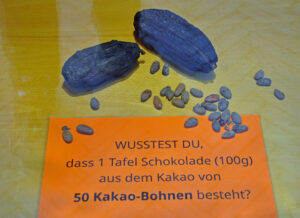 WUSSTEST DU,
dass 1 Tafel Schokolade (100g)
aus dem Kakao von
50 Kakao-Bohnen besteht?